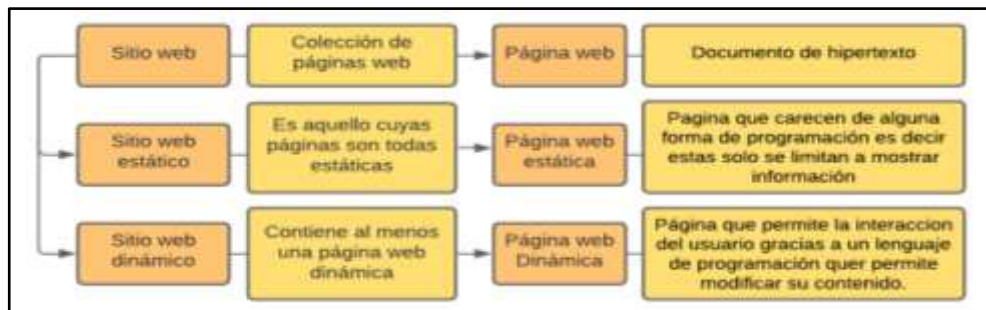 Sitio web
Colección de
páginas web
Página web
Documento de hipertexto
Sitio web
estático
Es aquello cuyas
páginas son todas
estáticas
Página web
estática
Pagina que carecen de alguna
forma de programación es decir
estas solo se limitan a mostrar
información
Sitio web
dinámico
Contiene al menos
una página web
dinámica
Página web
Dinámica
Página que permite la interaccion
del usuario gracias a un lenguaje
de programación quer permite
modificar su contenido.